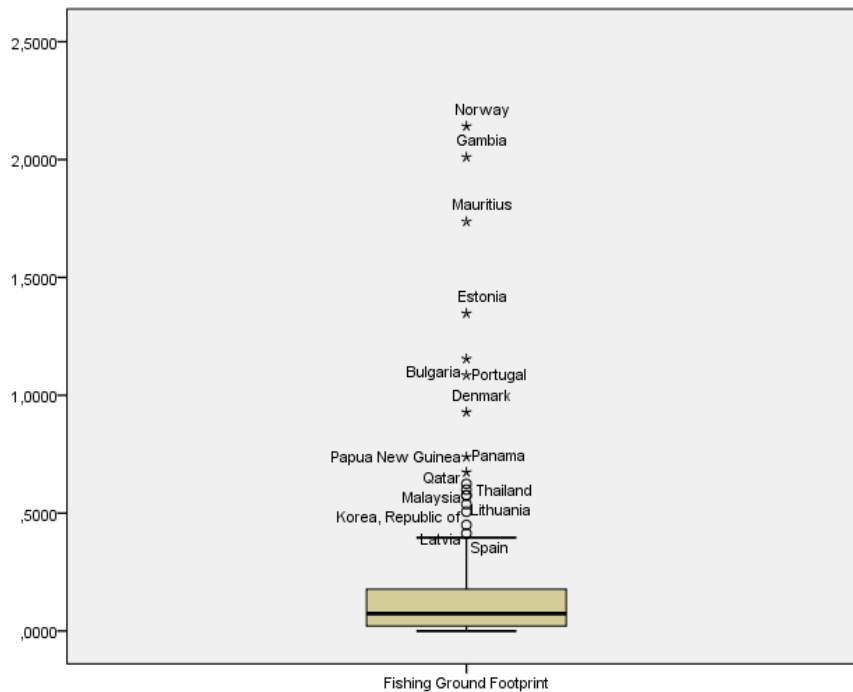 2,5000
Norway
Gambia
2,0000
Mauritius
1,5000
Estonia
Bulgaria Portugal
1,0000
Denmark
Papua New Guinea Panama
Qatar
Thailand
Malaysia
Lithuania
,5000
Korea, Republic of
Latvia
Spain
,0000
Fishing Ground Footprint